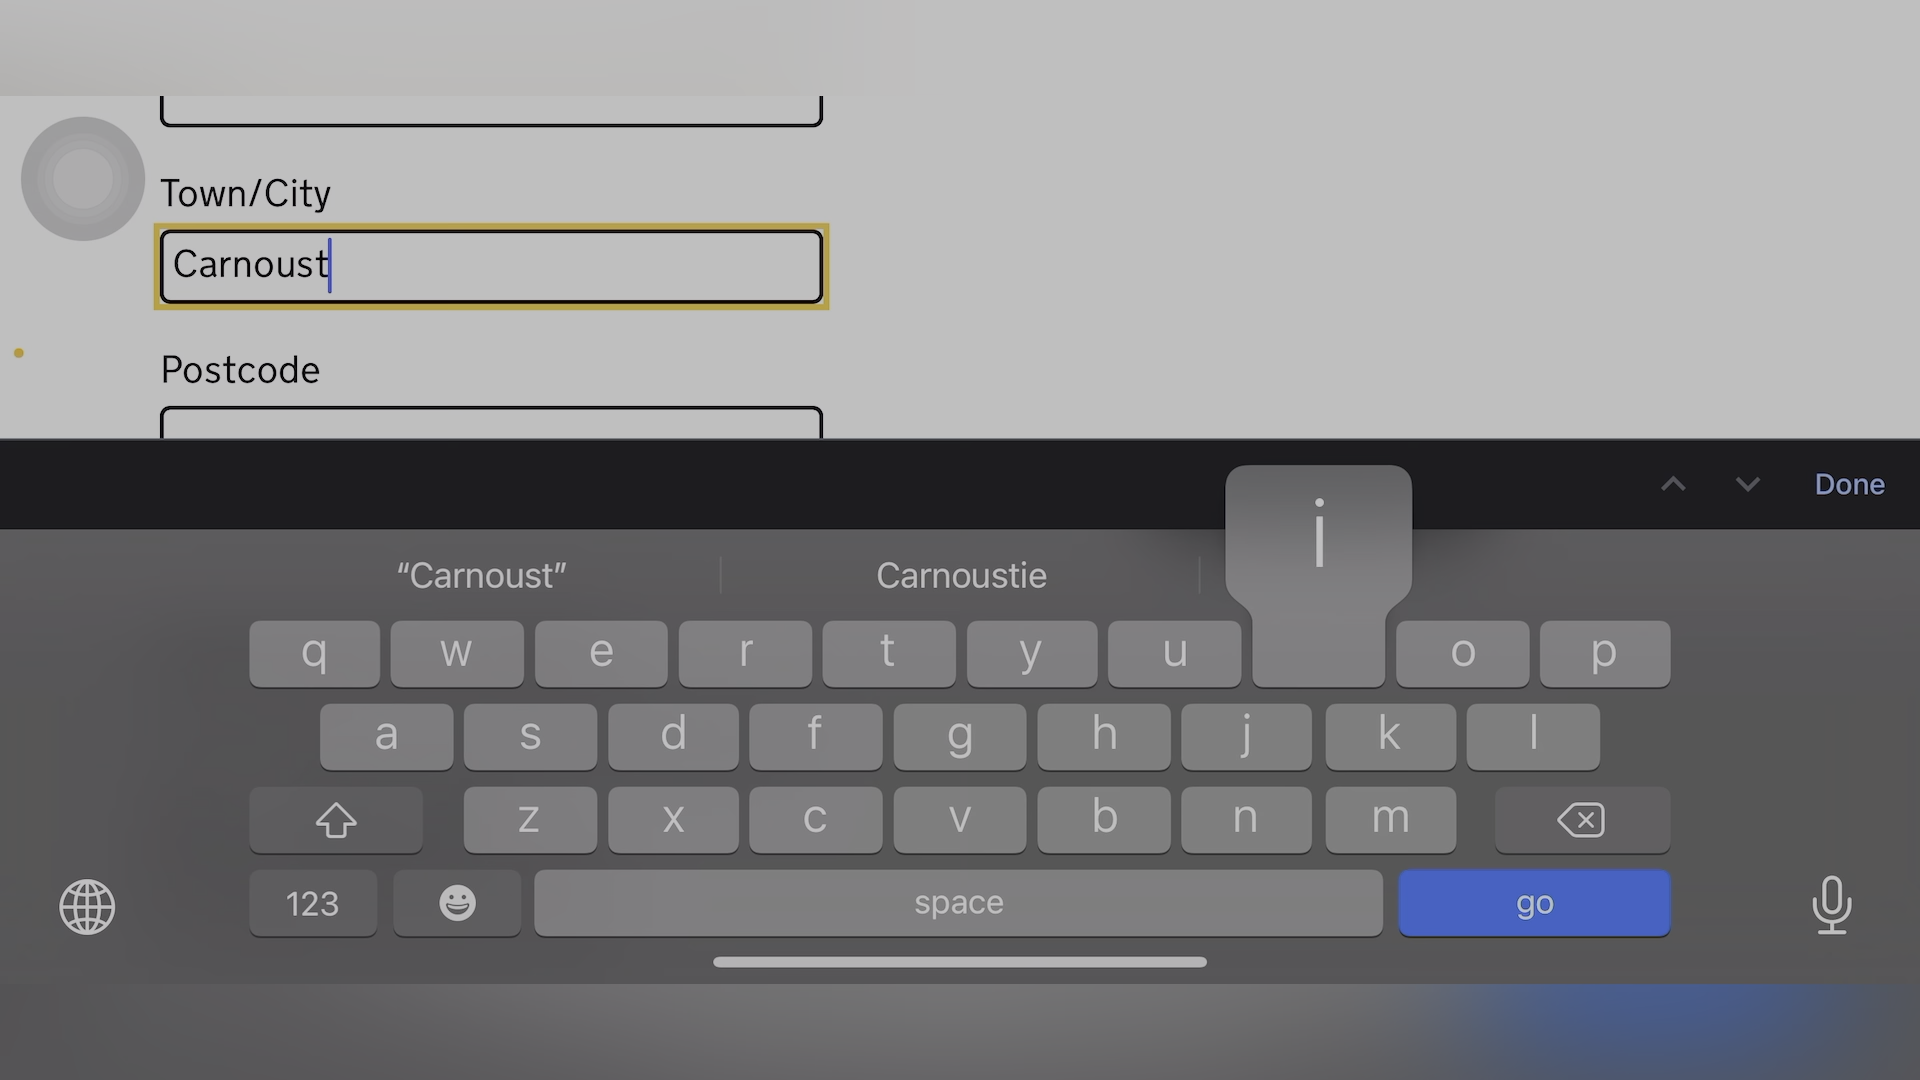 Town/City
Carnoust
Postcode
Done
“Carnoust” Carnoustie
i
q w e r t y u o p
a s d f g h j k l
z x c v b n m
123 space go